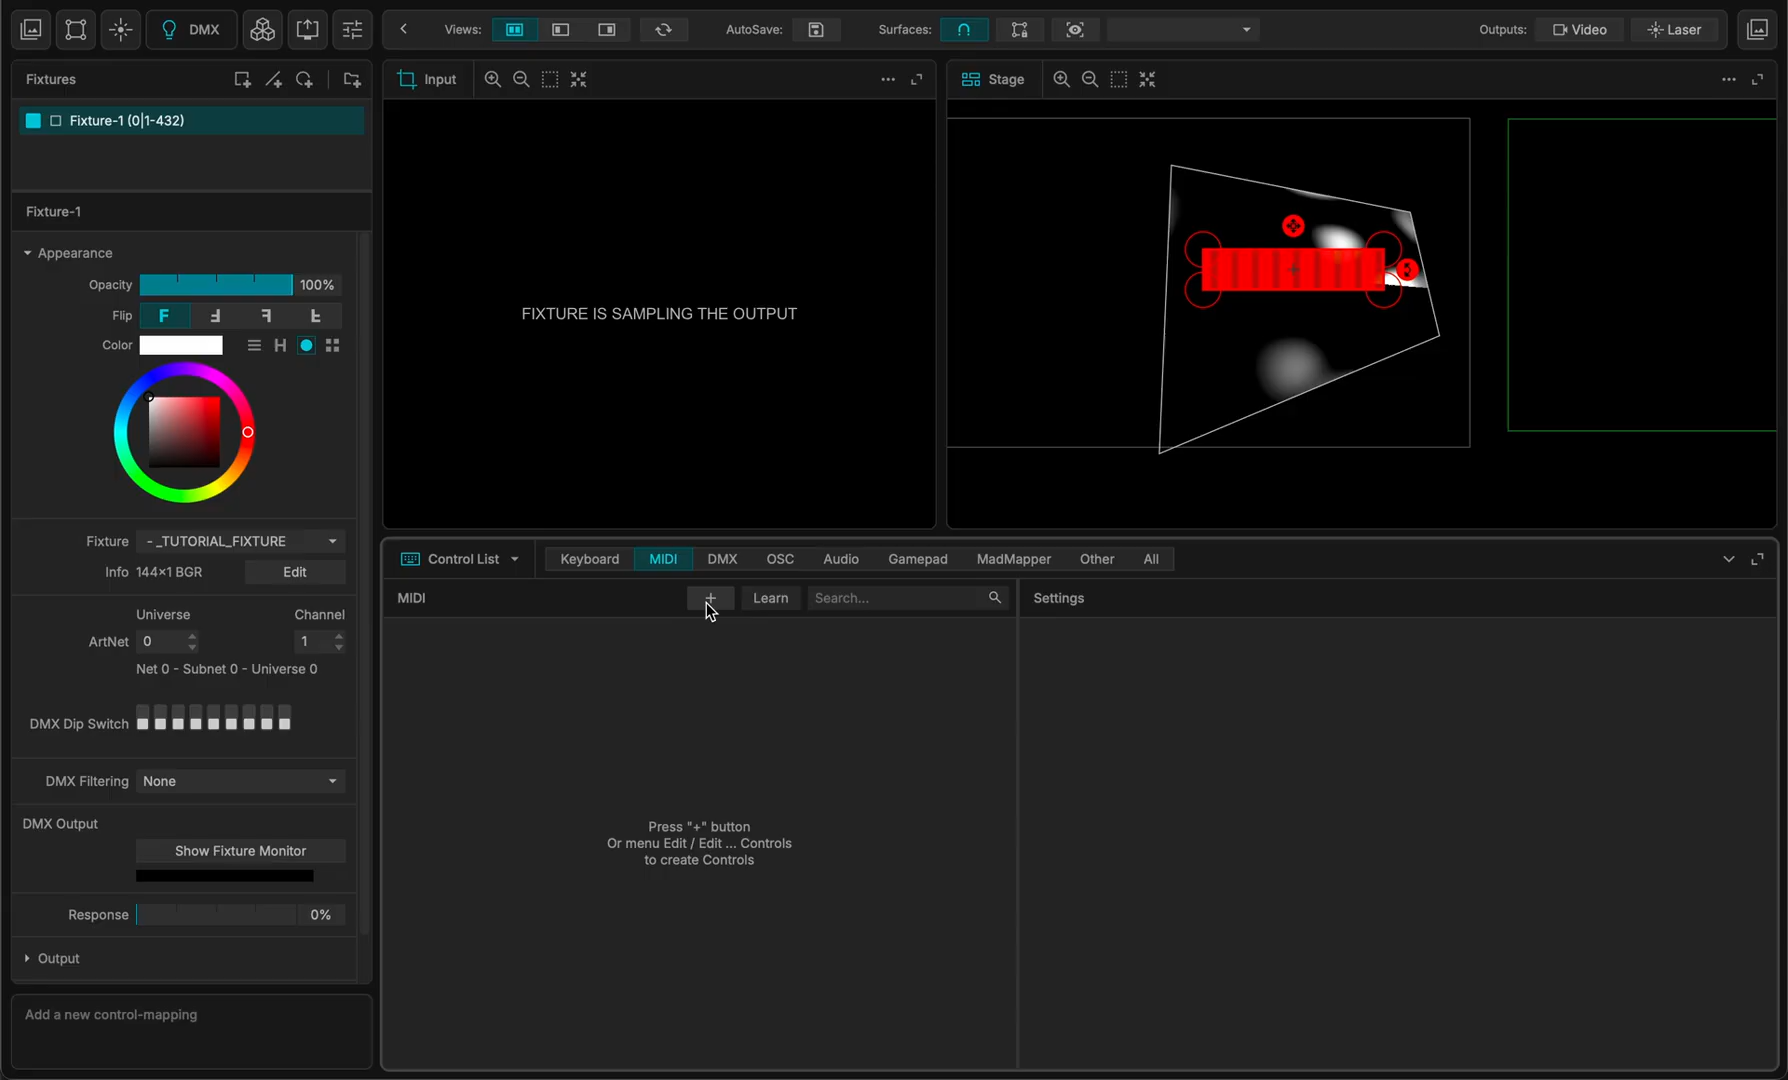 DMX
Views:
AutoSave:
Surfaces:
Outputs:
Video
Laser
Fixtures
Fixture-1 (0|1-432)
Fixture-1
Appearance
Opacity
100%
Flip
Color
Fixture
- _TUTORIAL_FIXTURE
Info
144×1 BGR
Edit
Universe
Channel
ArtNet
0
1
Net 0 - Subnet 0 - Universe 0
DMX Dip Switch
DMX Filtering
None
DMX Output
Show Fixture Monitor
Response
0%
Output
Add a new control-mapping
Input
FIXTURE IS SAMPLING THE OUTPUT
Stage
Control List
Keyboard
MIDI
DMX
OSC
Audio
Gamepad
MadMapper
Other
All
MIDI
+
Learn
Search...
Settings
Press "+" button
Or menu Edit / Edit ... Controls
to create Controls